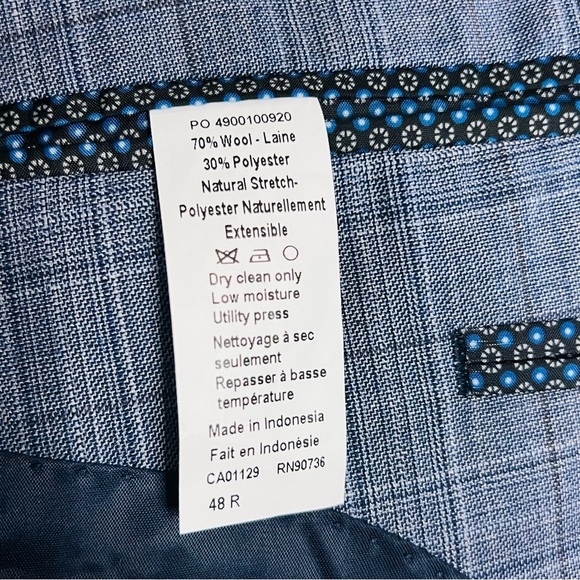 PO 4900100920
70% Wool - Laine
30% Polyester
Natural Stretch-
Polyester Naturellement
Extensible
Dry clean only
Low moisture
Utility press
Nettoyage à sec
seulement
Repasser à basse
température
Made in Indonesia
Fait en Indonésie
CA01129 RN90736
48 R